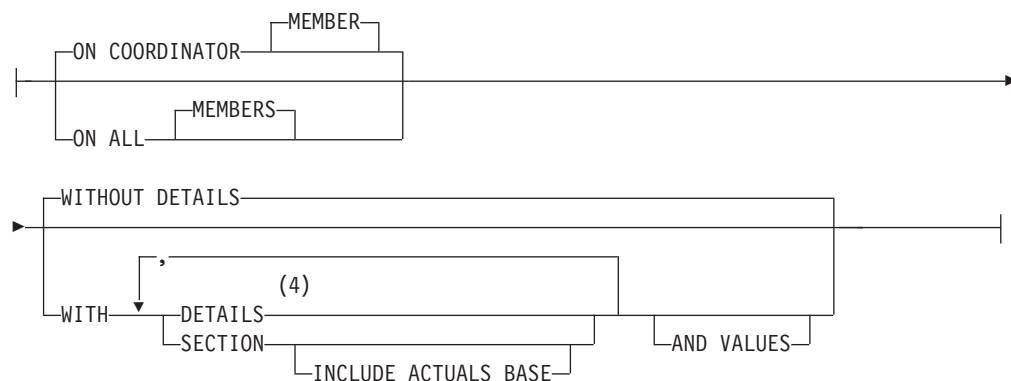 MEMBER
ON COORDINATOR
MEMBERS
ON ALL
WITHOUT DETAILS
,
(4)
WITH DETAILS
SECTION AND VALUES
INCLUDE ACTUALS BASE